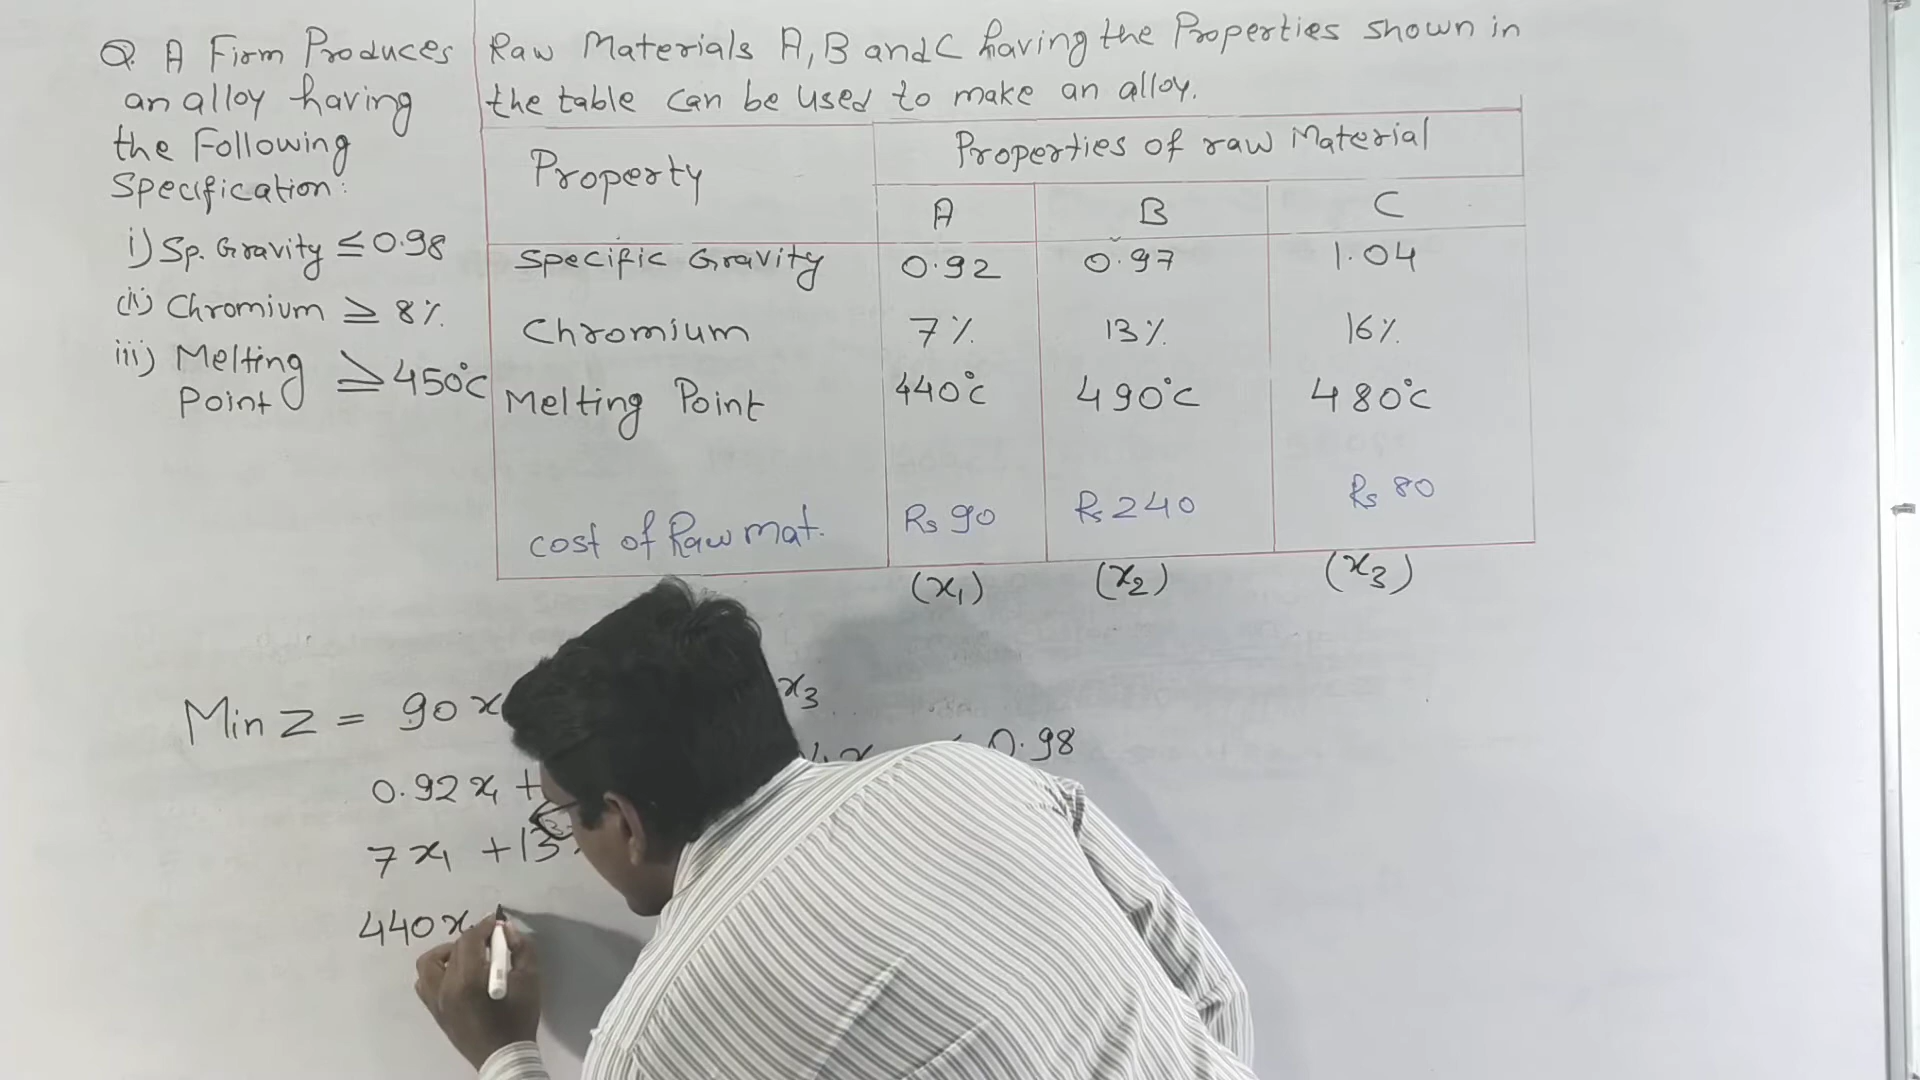 Q. A Firm Produces
an alloy having
the Following
Specification:
i) Sp. Gravity ≤ 0.98
(ii) Chromium ≥ 8%
iii) Melting Point ≥ 450°C
Raw Materials A, B and C having the Properties shown in
the table can be used to make an alloy.
Property
Properties of raw Material
A B C
Specific Gravity 0.92 0.97 1.04
Chromium 7% 13% 16%
Melting Point 440°C 490°C 480°C
Cost of Raw mat. Rs 90 Rs 240 Rs 80
(x₁) (x₂) (x₃)
Min Z = 90x x₃
0.92x₁ + 0.98
7x₁ + 13
440x